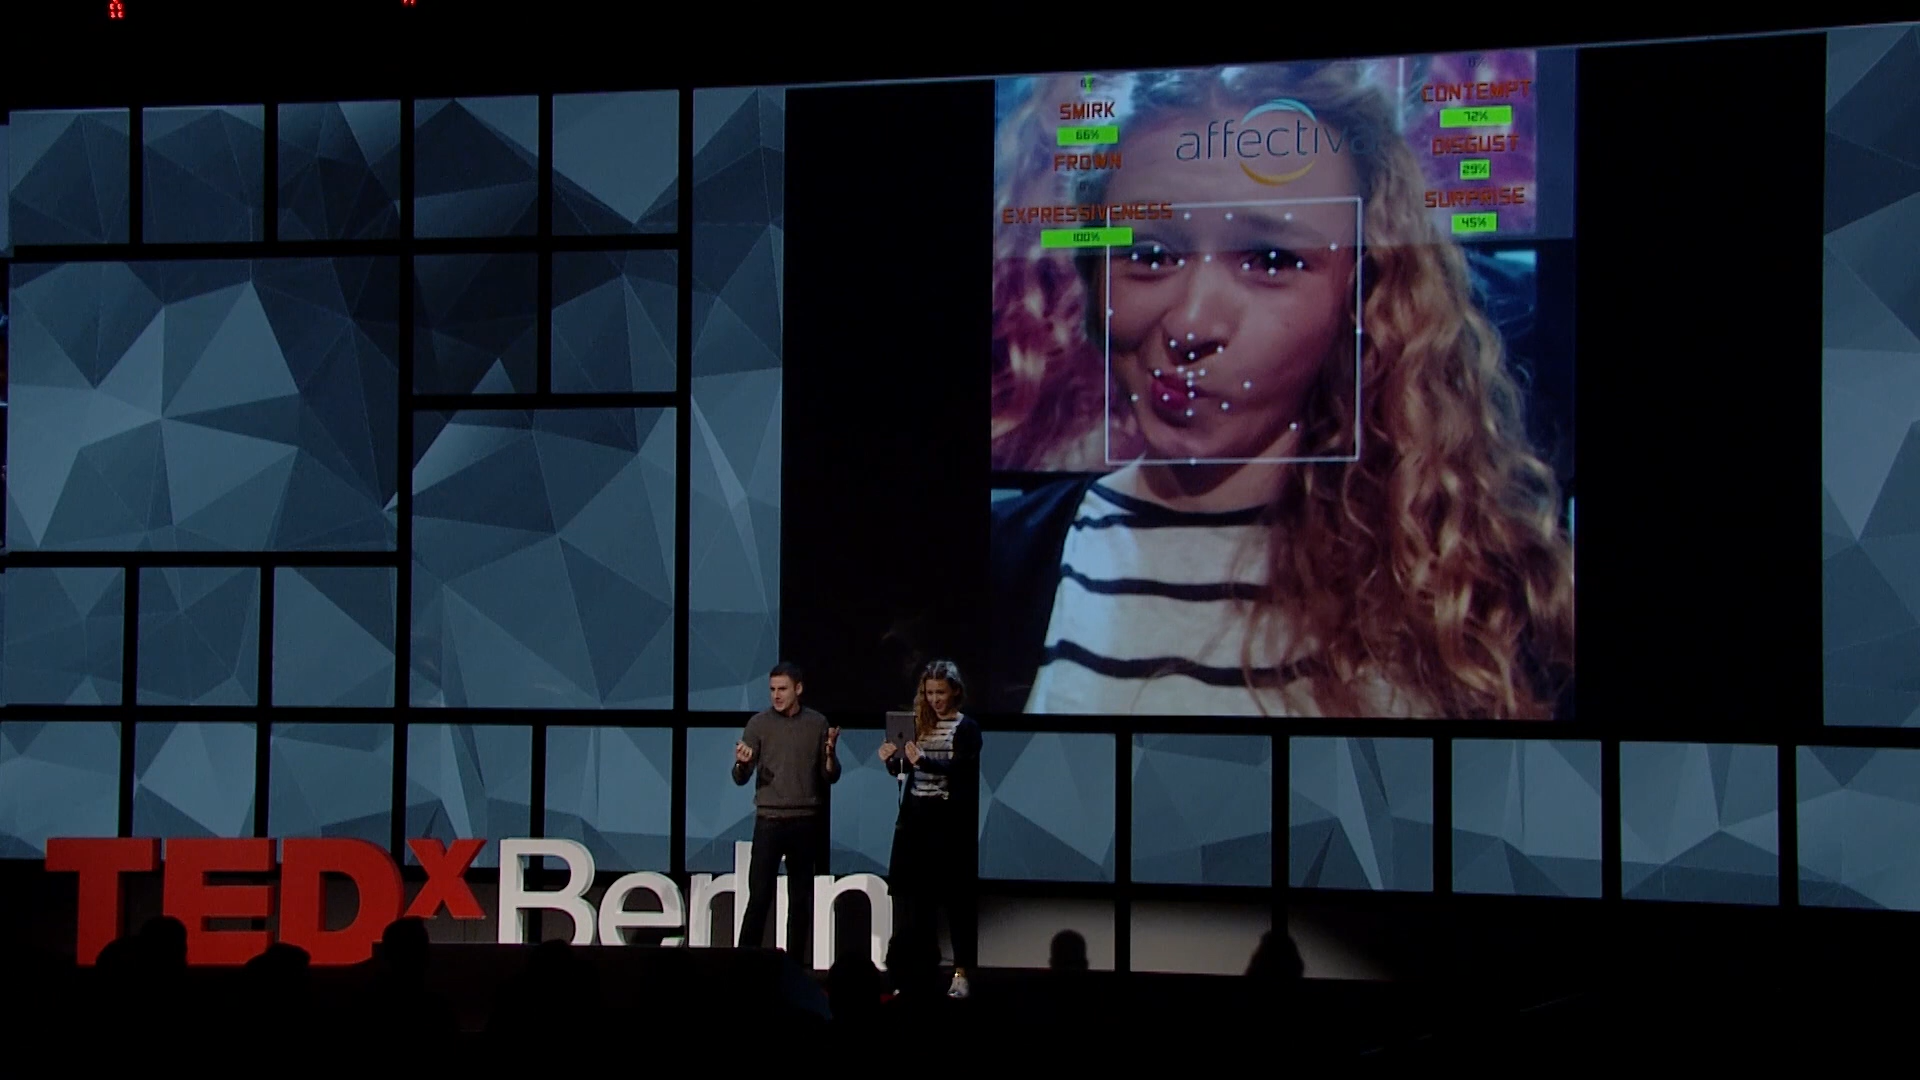 SMIRK
66%
FROWN
EXPRESSIVENESS
100%
affectiva
CONTEMPT
72%
DISGUST
29%
SURPRISE
45%
TEDxBerlin